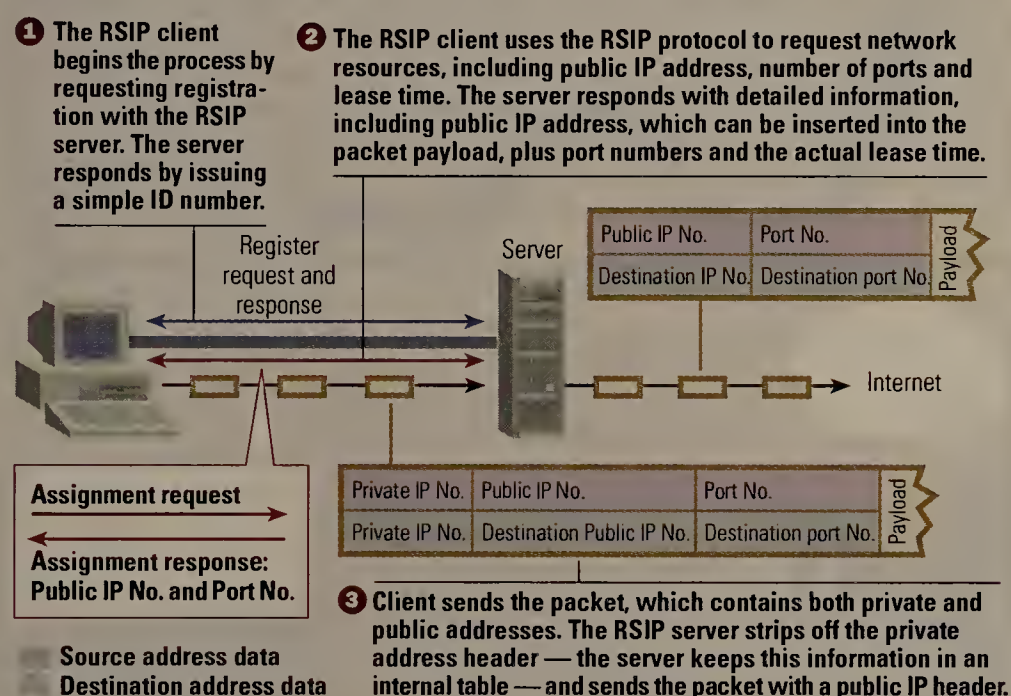 1 The RSIP client
begins the process by
requesting registra-
tion with the RSIP
server. The server
responds by issuing
a simple ID number.
2 The RSIP client uses the RSIP protocol to request network
resources, including public IP address, number of ports and
lease time. The server responds with detailed information,
including public IP address, which can be inserted into the
packet payload, plus port numbers and the actual lease time.
Register
request and
response
Server
Public IP No. Port No.
Destination IP No. Destination port No.
Payload
Internet
Assignment request
Assignment response:
Public IP No. and Port No.
Private IP No. Public IP No. Port No.
Private IP No. Destination Public IP No. Destination port No.
Payload
3 Client sends the packet, which contains both private and
public addresses. The RSIP server strips off the private
address header — the server keeps this information in an
internal table — and sends the packet with a public IP header.
Source address data
Destination address data